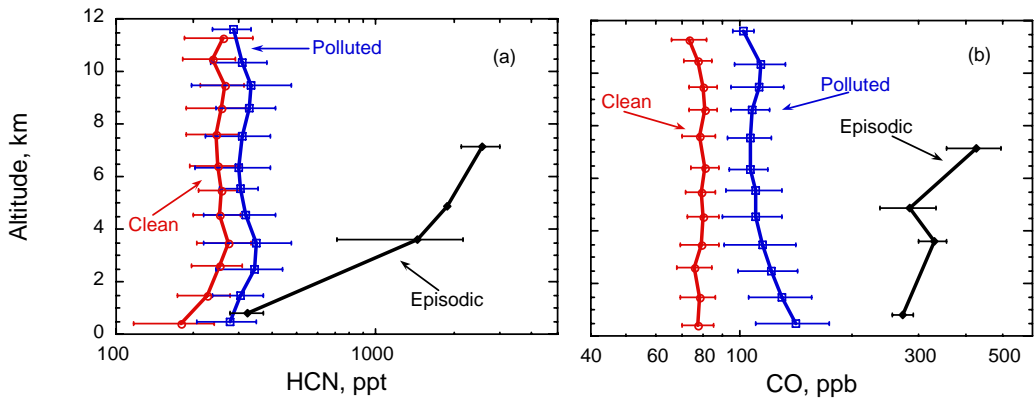 12
10
8
6
4
2
0
Altitude, km
Polluted
(a)
Clean
Episodic
100
1000
HCN, ppt
(b)
Clean
Polluted
Episodic
40
60
80
100
300
500
CO, ppb